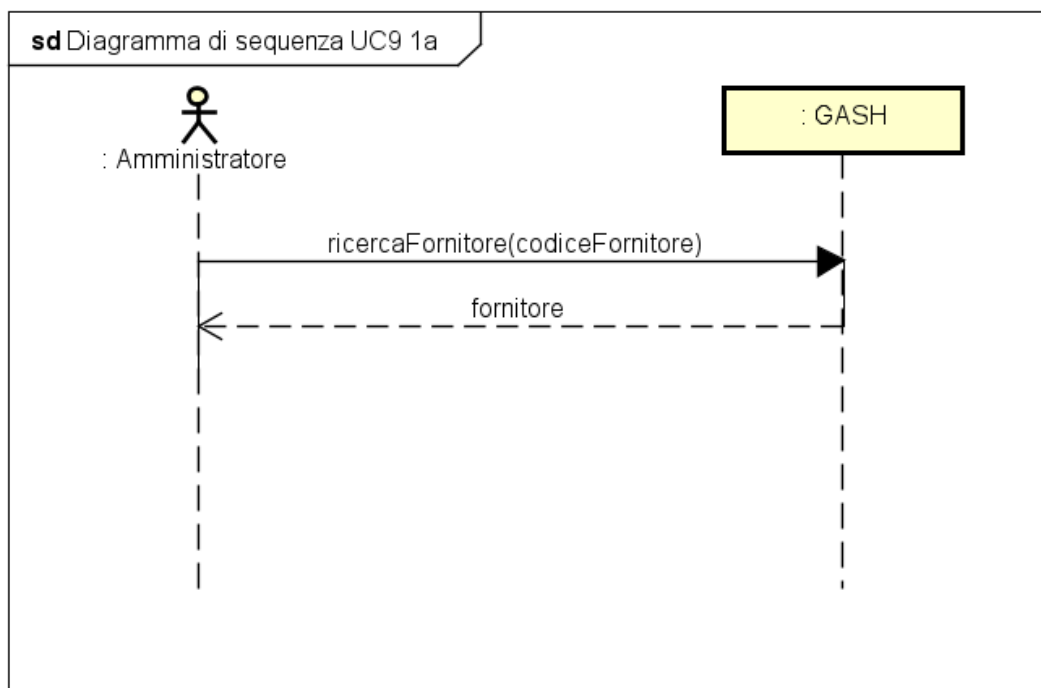 sd Diagramma di sequenza UC9 1a
: Amministratore
: GASH
ricercaFornitore(codiceFornitore)
fornitore